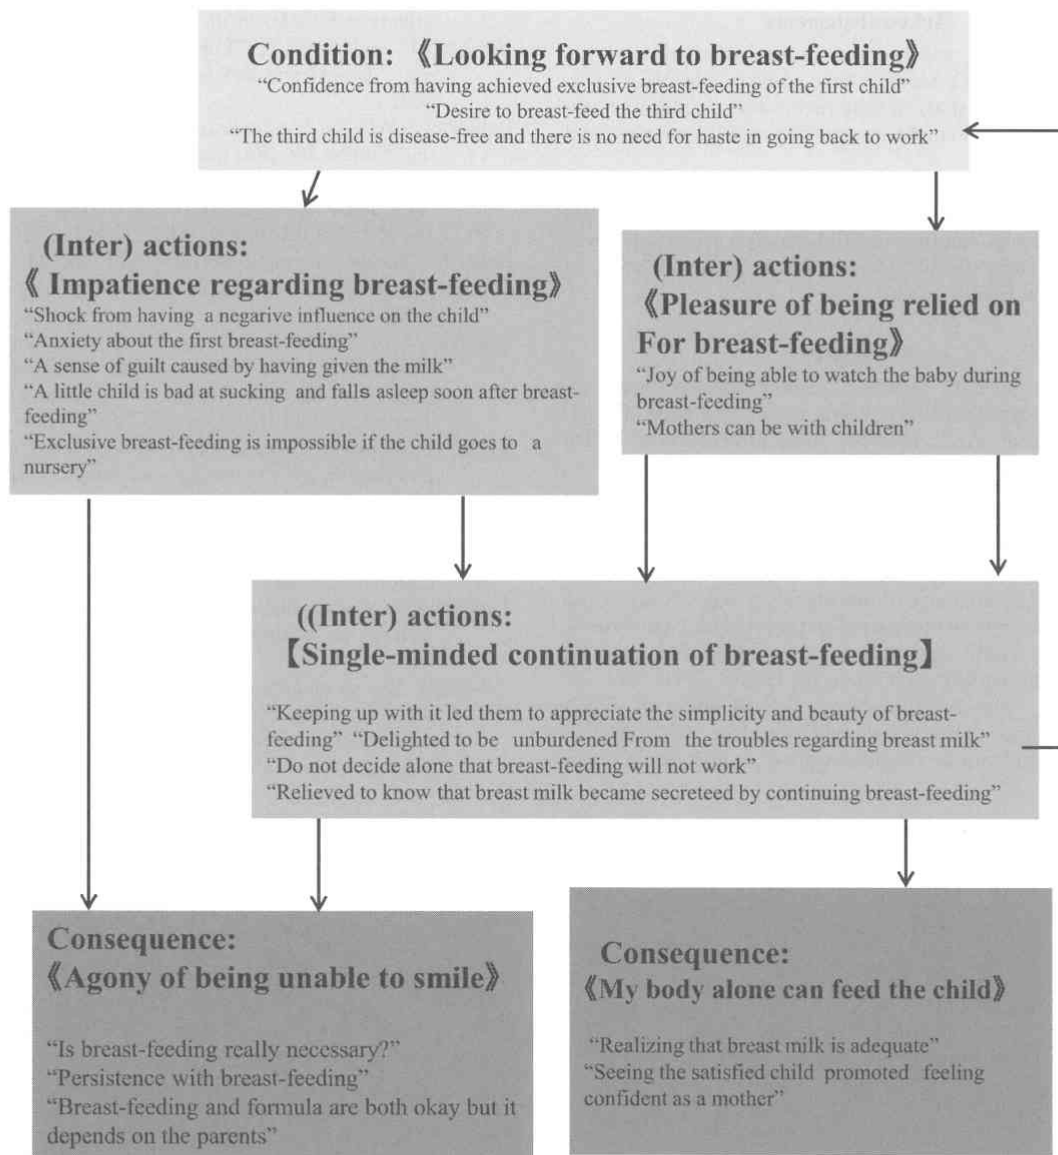 Condition: 《Looking forward to breast-feeding》
“Confidence from having achieved exclusive breast-feeding of the first child”
“Desire to breast-feed the third child”
“The third child is disease-free and there is no need for haste in going back to work”
(Inter) actions:
《 Impatience regarding breast-feeding》
“Shock from having a negarive influence on the child”
“Anxiety about the first breast-feeding”
“A sense of guilt caused by having given the milk”
“A little child is bad at sucking and falls asleep soon after breast-
feeding”
“Exclusive breast-feeding is impossible if the child goes to a
nursery”
(Inter) actions:
《Pleasure of being relied on
For breast-feeding》
“Joy of being able to watch the baby during
breast-feeding”
“Mothers can be with children”
((Inter) actions:
【Single-minded continuation of breast-feeding】
“Keeping up with it led them to appreciate the simplicity and beauty of breast-
feeding” “Delighted to be unburdened From the troubles regarding breast milk”
“Do not decide alone that breast-feeding will not work”
“Relieved to know that breast milk became secreteed by continuing breast-feeding”
Consequence:
《Agony of being unable to smile》
“Is breast-feeding really necessary?”
“Persistence with breast-feeding”
“Breast-feeding and formula are both okay but it
depends on the parents”
Consequence:
《My body alone can feed the child》
“Realizing that breast milk is adequate”
“Seeing the satisfied child promoted feeling
confident as a mother”